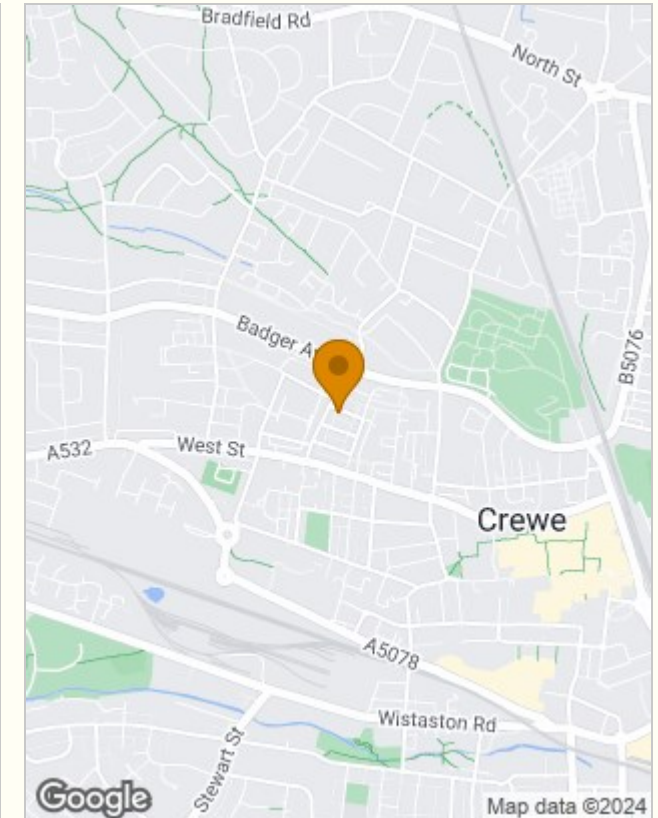 Bradfield Rd
North St
Badger A
B5076
West St
A532
Crewe
A5078
Wistaston Rd
Stewart St
Google
Map data ©2024